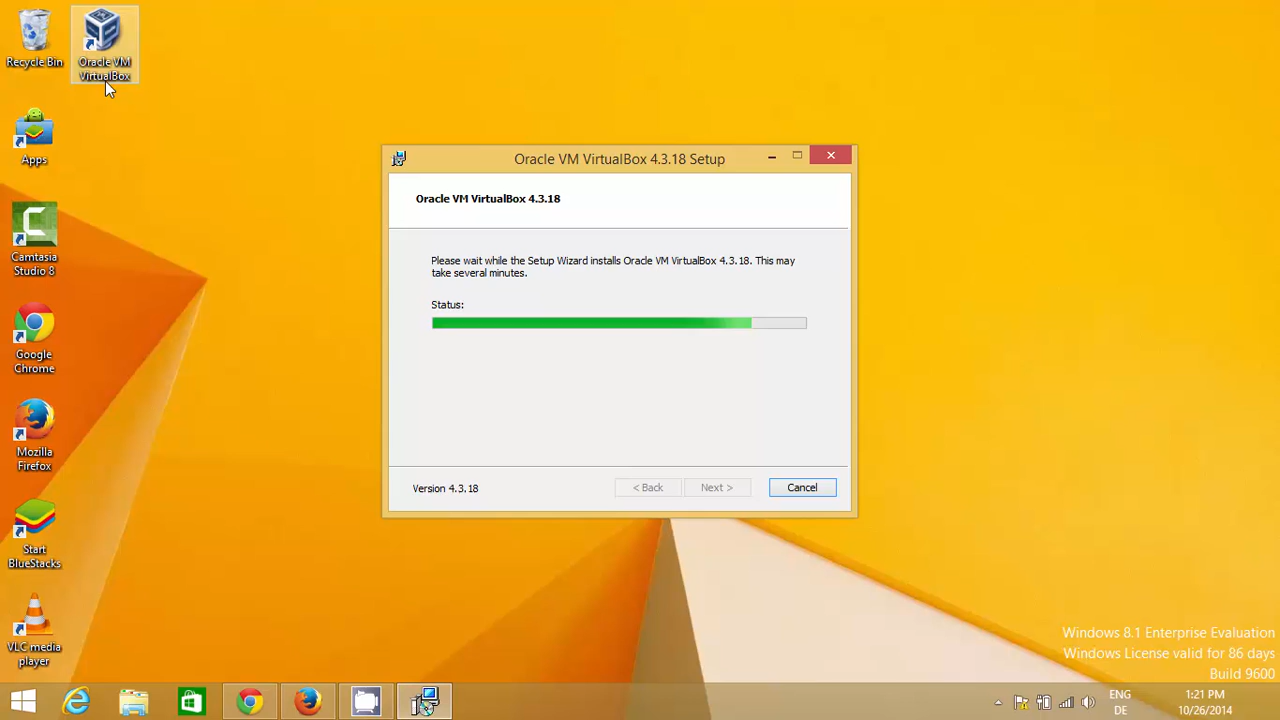 Recycle Bin
Oracle VM
VirtualBox
Apps
Camtasia
Studio 8
Google
Chrome
Mozilla
Firefox
Start
BlueStacks
VLC media
player
Oracle VM VirtualBox 4.3.18 Setup
Oracle VM VirtualBox 4.3.18
Please wait while the Setup Wizard installs Oracle VM VirtualBox 4.3.18. This may
take several minutes.
Status:
Version 4.3.18
< Back
Next >
Cancel
Windows 8.1 Enterprise Evaluation
Windows License valid for 86 days
Build 9600
ENG
DE
1:21 PM
10/26/2014